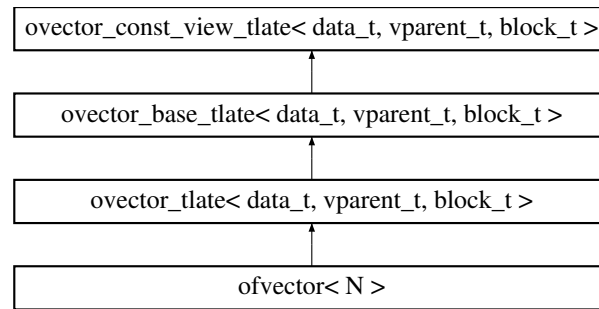 ovector_const_view_tlate< data_t, vparent_t, block_t >
ovector_base_tlate< data_t, vparent_t, block_t >
ovector_tlate< data_t, vparent_t, block_t >
ofvector< N >